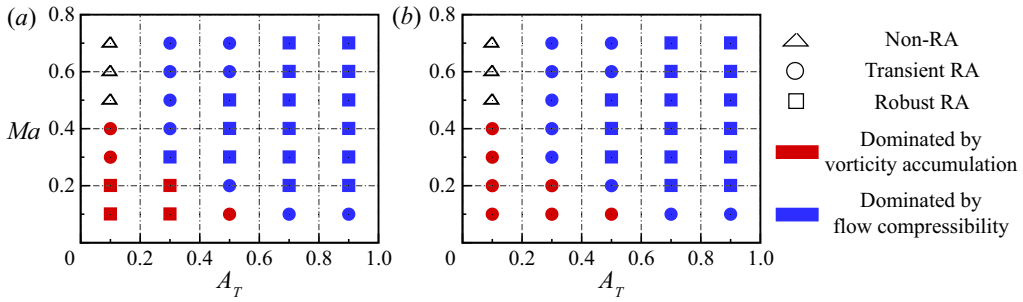 (a)
0.8
0.6
Ma 0.4
0.2
0 0.2 0.4 0.6 0.8 1.0
A_T
(b)
0.8
0.6
0.4
0.2
0 0.2 0.4 0.6 0.8 1.0
A_T
Non-RA
Transient RA
Robust RA
Dominated by
vorticity accumulation
Dominated by
flow compressibility